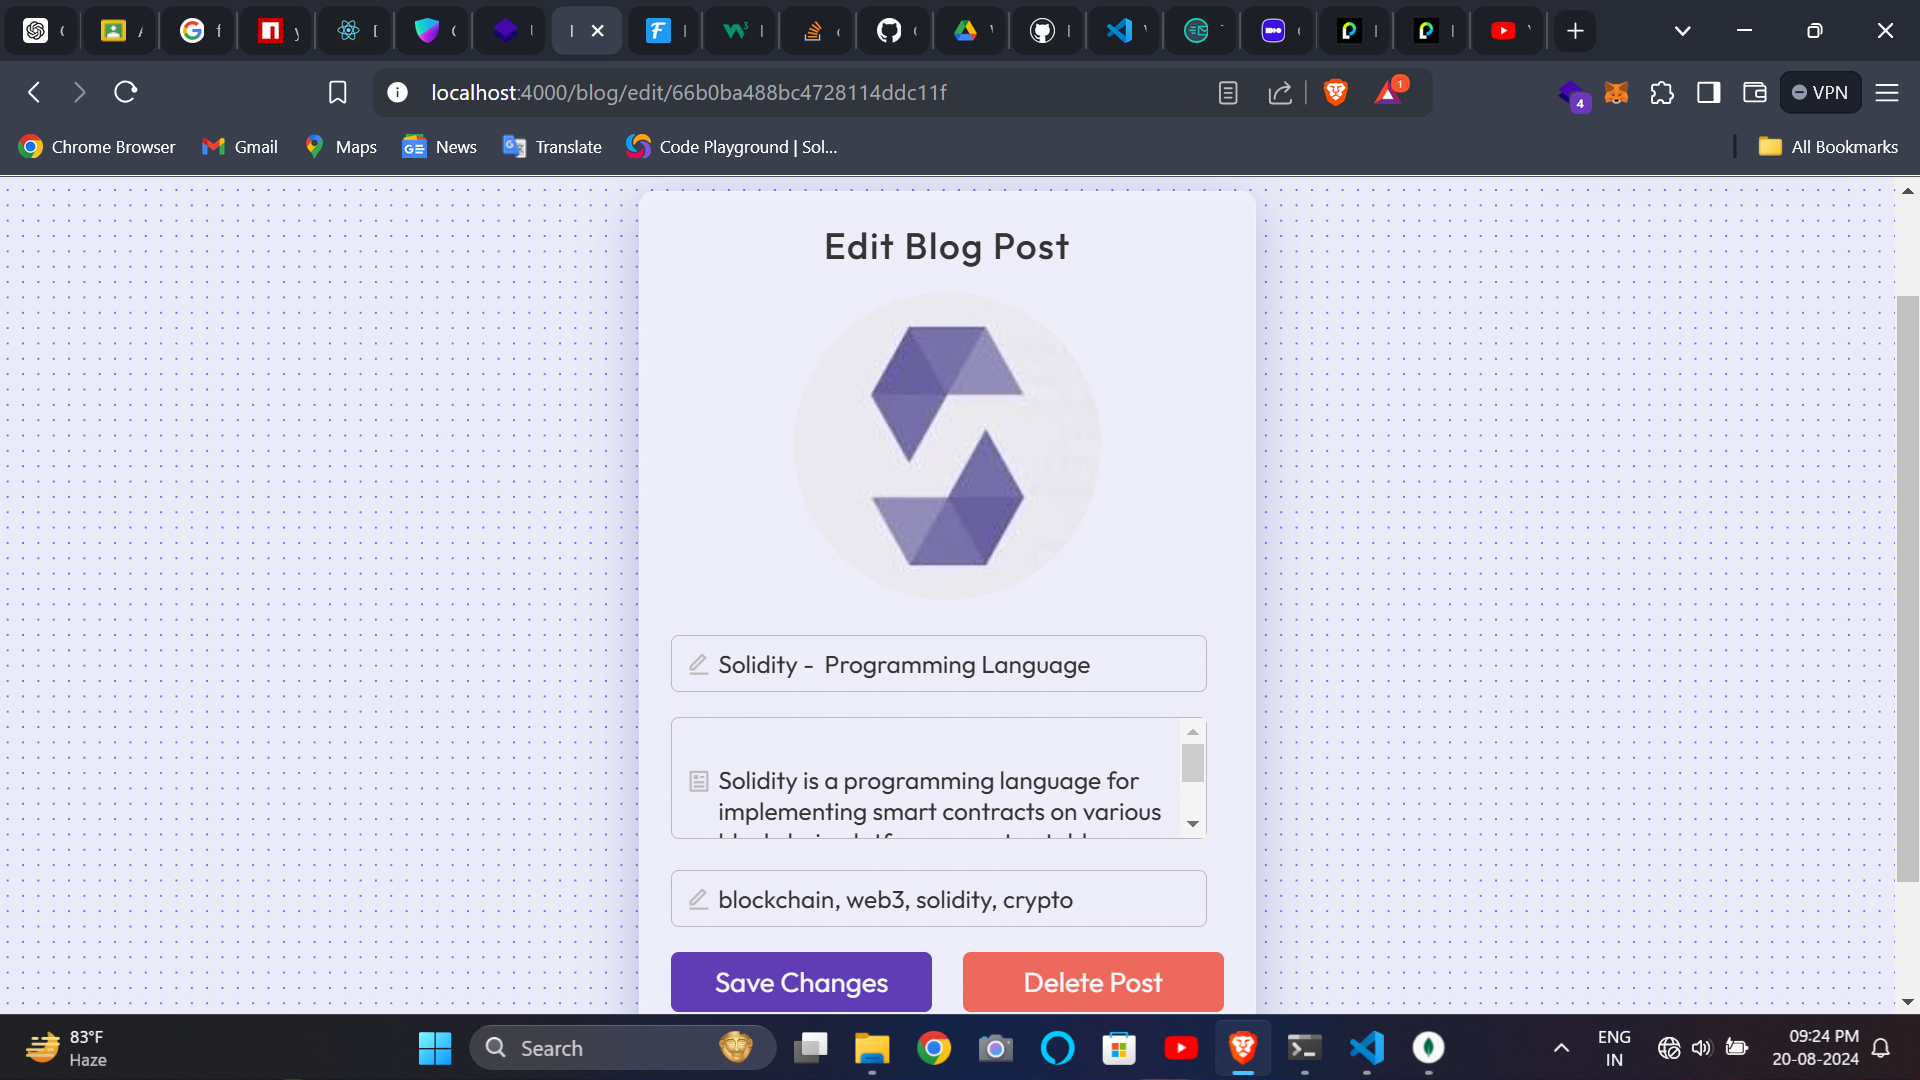 localhost:4000/blog/edit/66b0ba488bc4728114ddc11f
1
4
VPN
Chrome Browser
Gmail
Maps
News
Translate
Code Playground | Sol...
All Bookmarks
Edit Blog Post
Solidity -  Programming Language
Solidity is a programming language for
implementing smart contracts on various
blockchain, web3, solidity, crypto
Save Changes
Delete Post
83°F
Haze
Search
ENG
IN
09:24 PM
20-08-2024